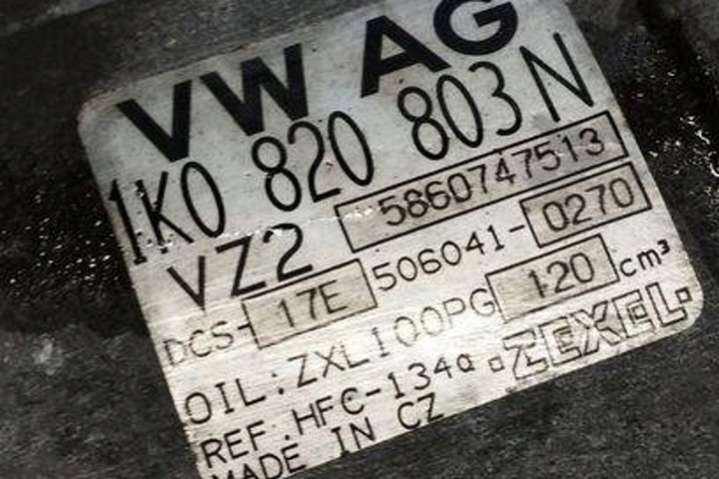 VW AG
1K0 820 803 N
VZ2 5860747513
DCS-17E 506041-0270
OIL:ZXL100PG 120 cm³
REF.HFC-134a ZEXEL
MADE IN CZ